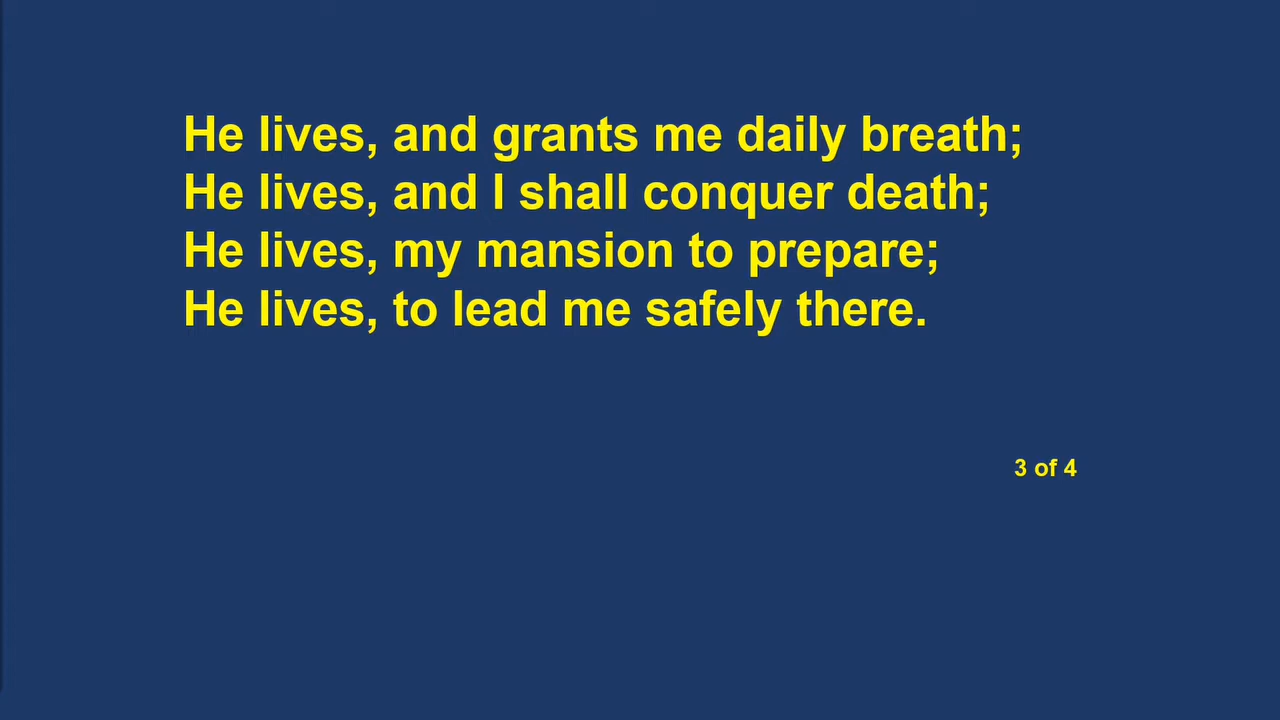 He lives, and grants me daily breath;
He lives, and I shall conquer death;
He lives, my mansion to prepare;
He lives, to lead me safely there.
3 of 4